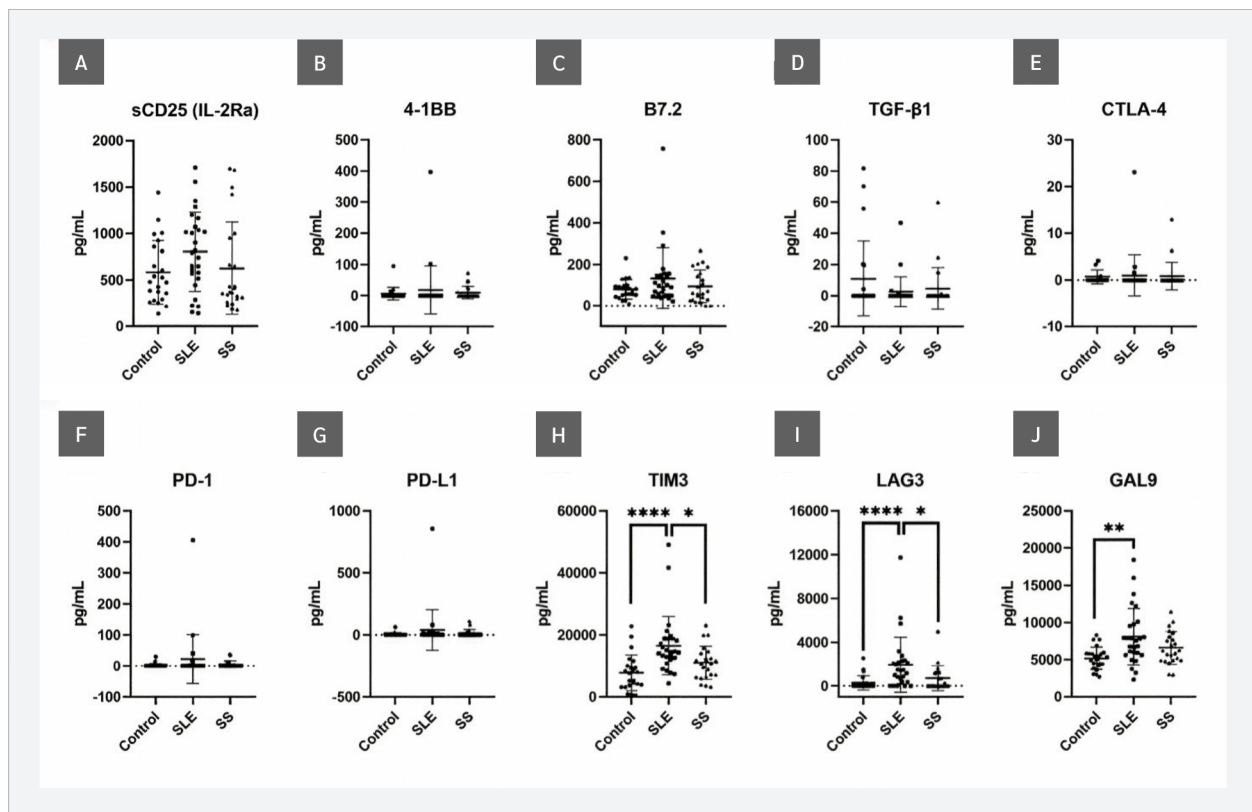 A
B
C
D
E
sCD25 (IL-2Ra)
4-1BB
B7.2
TGF-β1
CTLA-4
pg/mL
2000
1500
1000
500
0
Control
SLE
SS
pg/mL
500
400
300
200
100
0
-100
Control
SLE
SS
pg/mL
800
600
400
200
0
Control
SLE
SS
pg/mL
100
80
60
40
20
0
-20
Control
SLE
SS
pg/mL
30
20
10
0
-10
Control
SLE
SS
F
G
H
I
J
PD-1
PD-L1
TIM3
LAG3
GAL9
pg/mL
500
400
300
200
100
0
-100
Control
SLE
SS
pg/mL
1000
500
0
-500
Control
SLE
SS
pg/mL
60000
40000
20000
0
**** *
Control
SLE
SS
pg/mL
16000
12000
8000
4000
0
**** *
Control
SLE
SS
pg/mL
25000
20000
15000
10000
5000
0
**
Control
SLE
SS